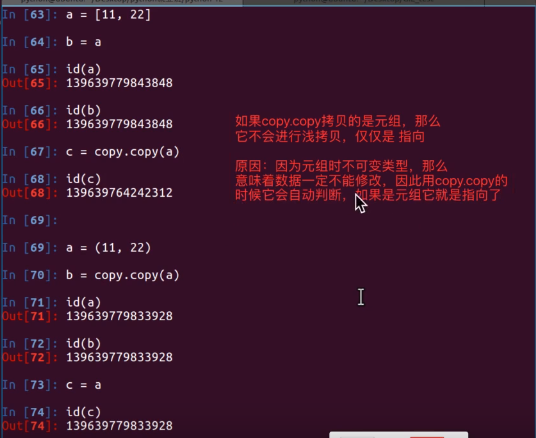 In [63]: a = [11, 22]
In [64]: b = a
In [65]: id(a)
Out[65]: 139639779843848
In [66]: id(b)
Out[66]: 139639779843848
如果copy.copy拷贝的是元组，那么
它不会进行浅拷贝，仅仅是 指向
In [67]: c = copy.copy(a)
原因：因为元组时不可变类型，那么
In [68]: id(c)
意味着数据一定不能修改，因此用copy.copy的
Out[68]: 139639764242312
时候它会自动判断，如果是元组它就是指向了
In [69]:
In [69]: a = (11, 22)
In [70]: b = copy.copy(a)
In [71]: id(a)
Out[71]: 139639779833928
In [72]: id(b)
Out[72]: 139639779833928
In [73]: c = a
In [74]: id(c)
Out[74]: 139639779833928